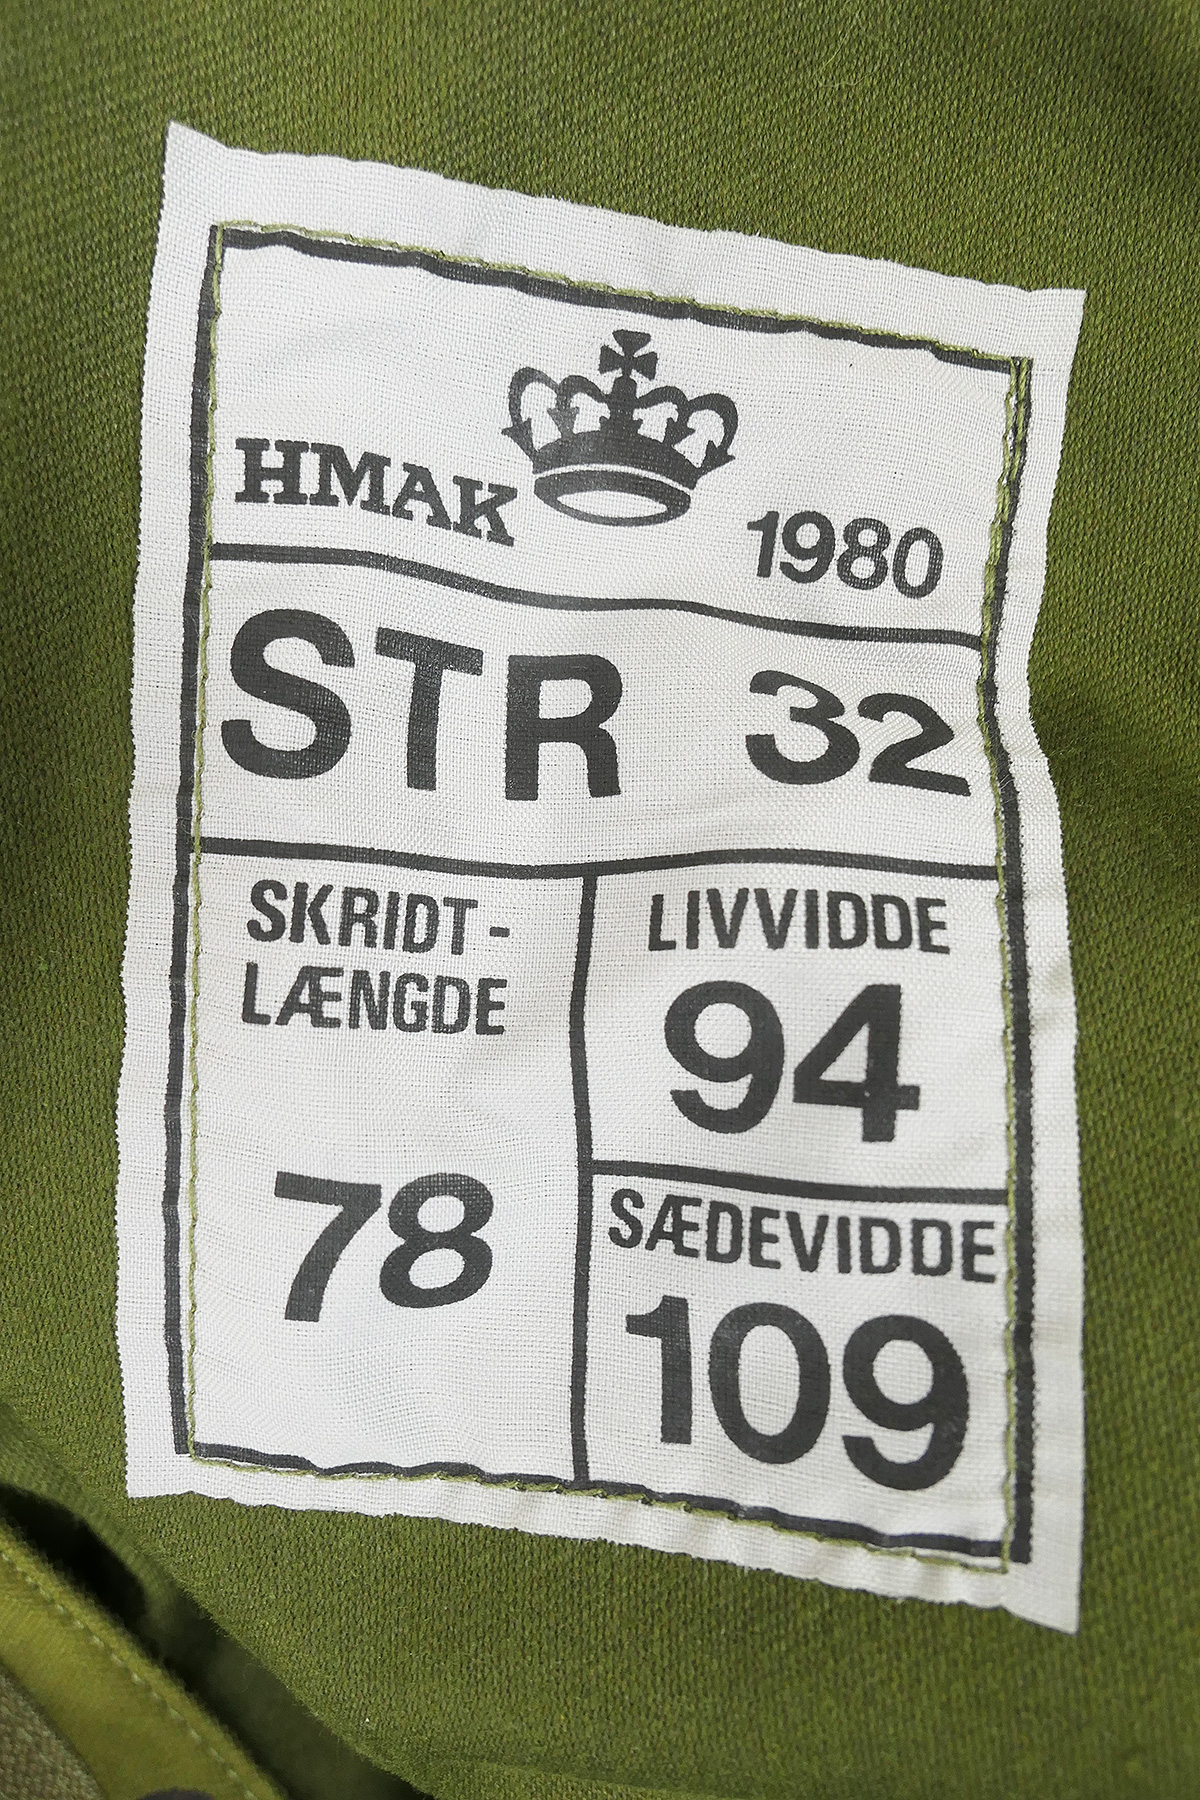 HMAK 1980
STR 32
SKRIDT-
LÆNGDE
78
LIVVIDDE
94
SÆDEVIDDE
109